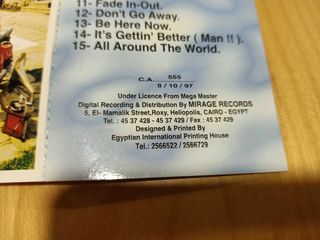 11- Fade In-Out.
12- Don't Go Away.
13- Be Here Now.
14- It's Gettin' Better ( Man !! ).
15- All Around The World.
C.A. 555
8 / 10 / 97
Under Licence From Mega Master
Digital Recording & Distribution By MIRAGE RECORDS
5, El- Mamalik Street,Roxy, Heliopolis, CAIRO - EGYPT
Tel. : 45 37 428 - 45 37 429 / Fax : 45 37 429
Designed & Printed By
Egyptian International Printing House
Tel.: 2566522 / 2566729